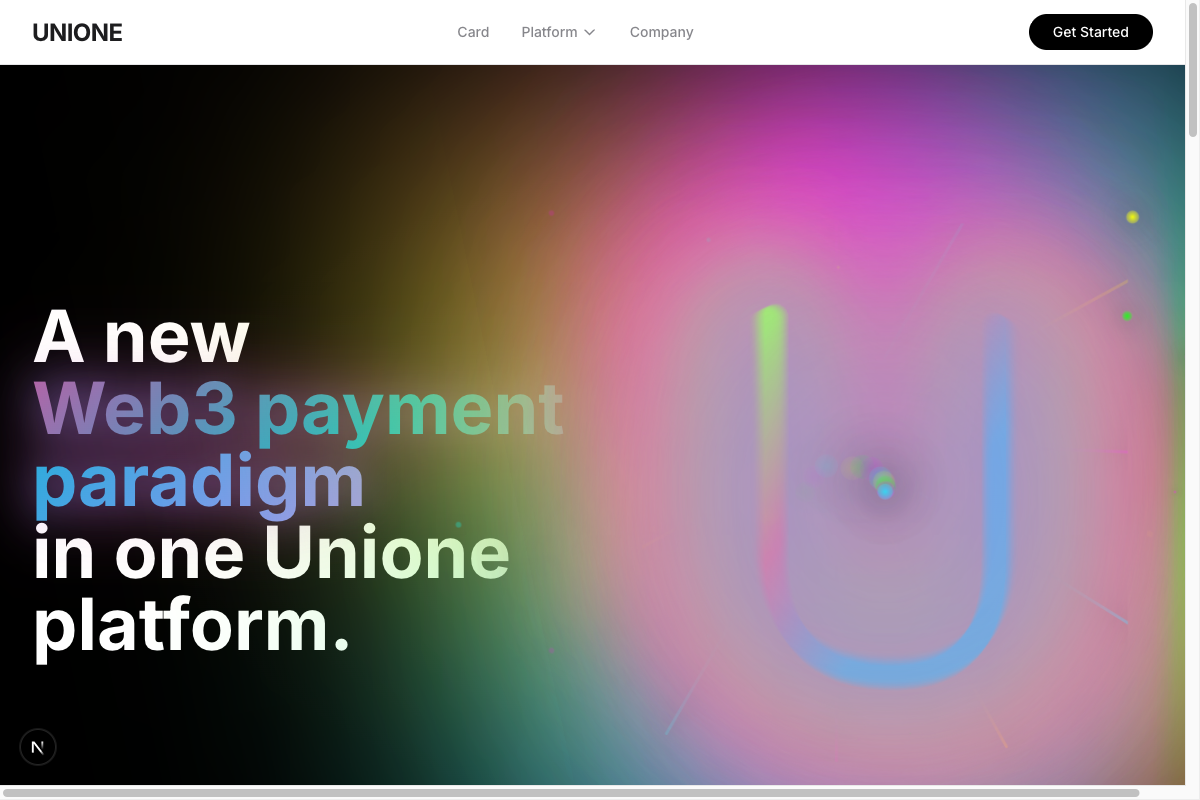 UNIONE
Card
Platform
Company
Get Started
A new
Web3 payment
paradigm
in one Unione
platform.
N